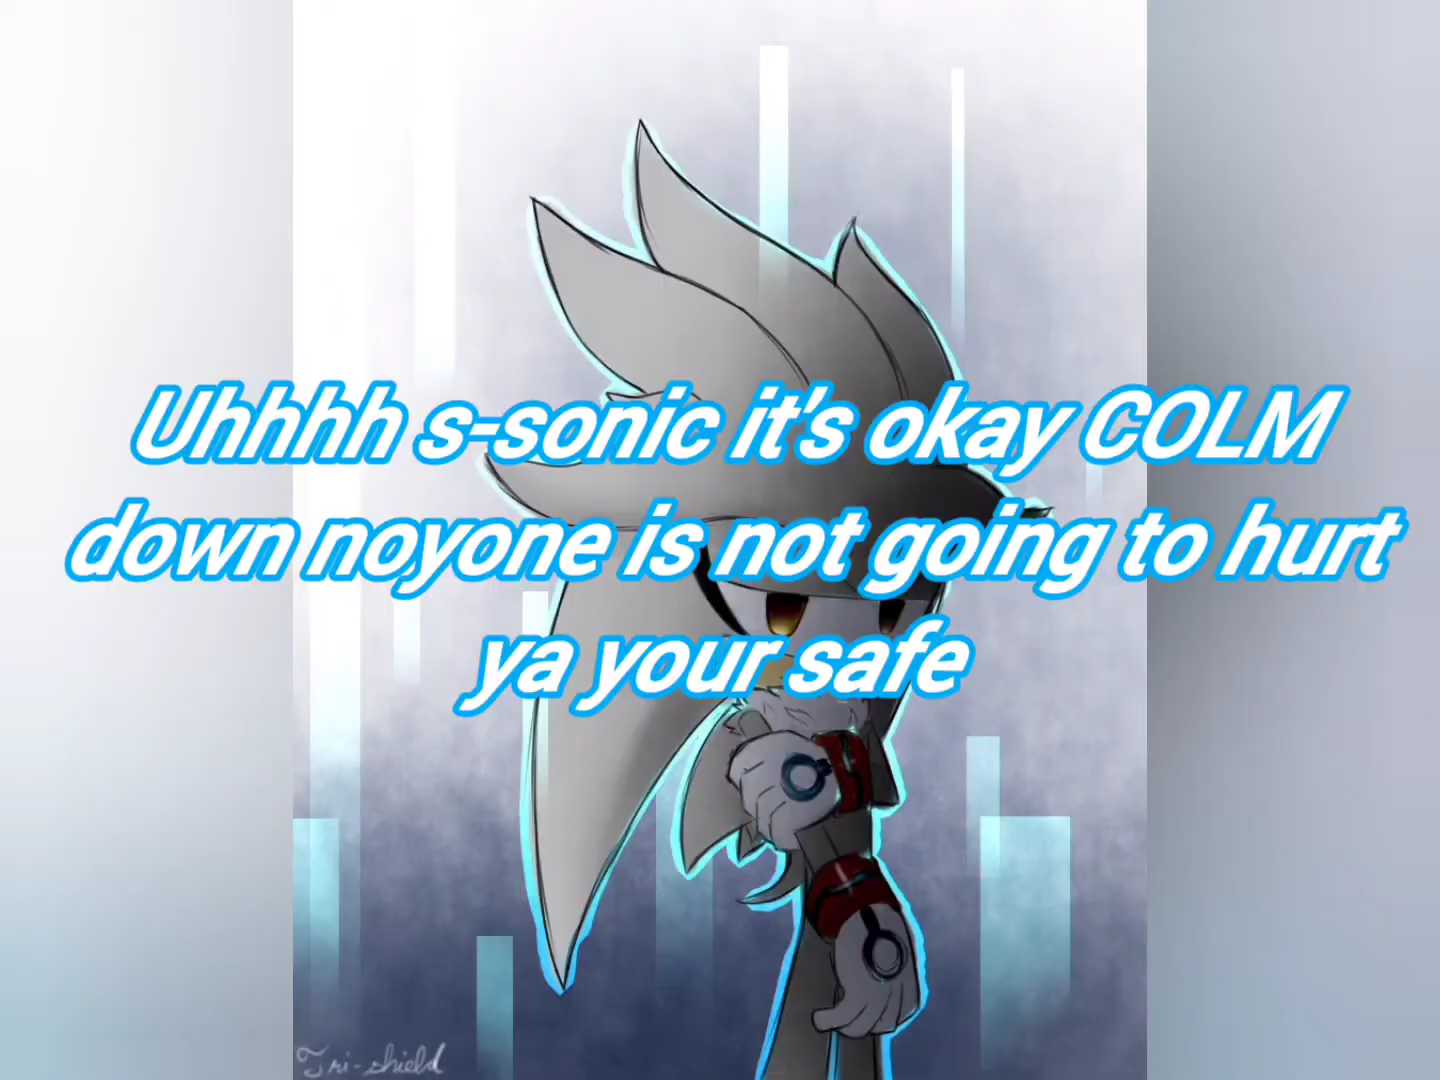 Uhhhh s-sonic it's okay COLM
down noyone is not going to hurt
ya your safe
Tri-shield